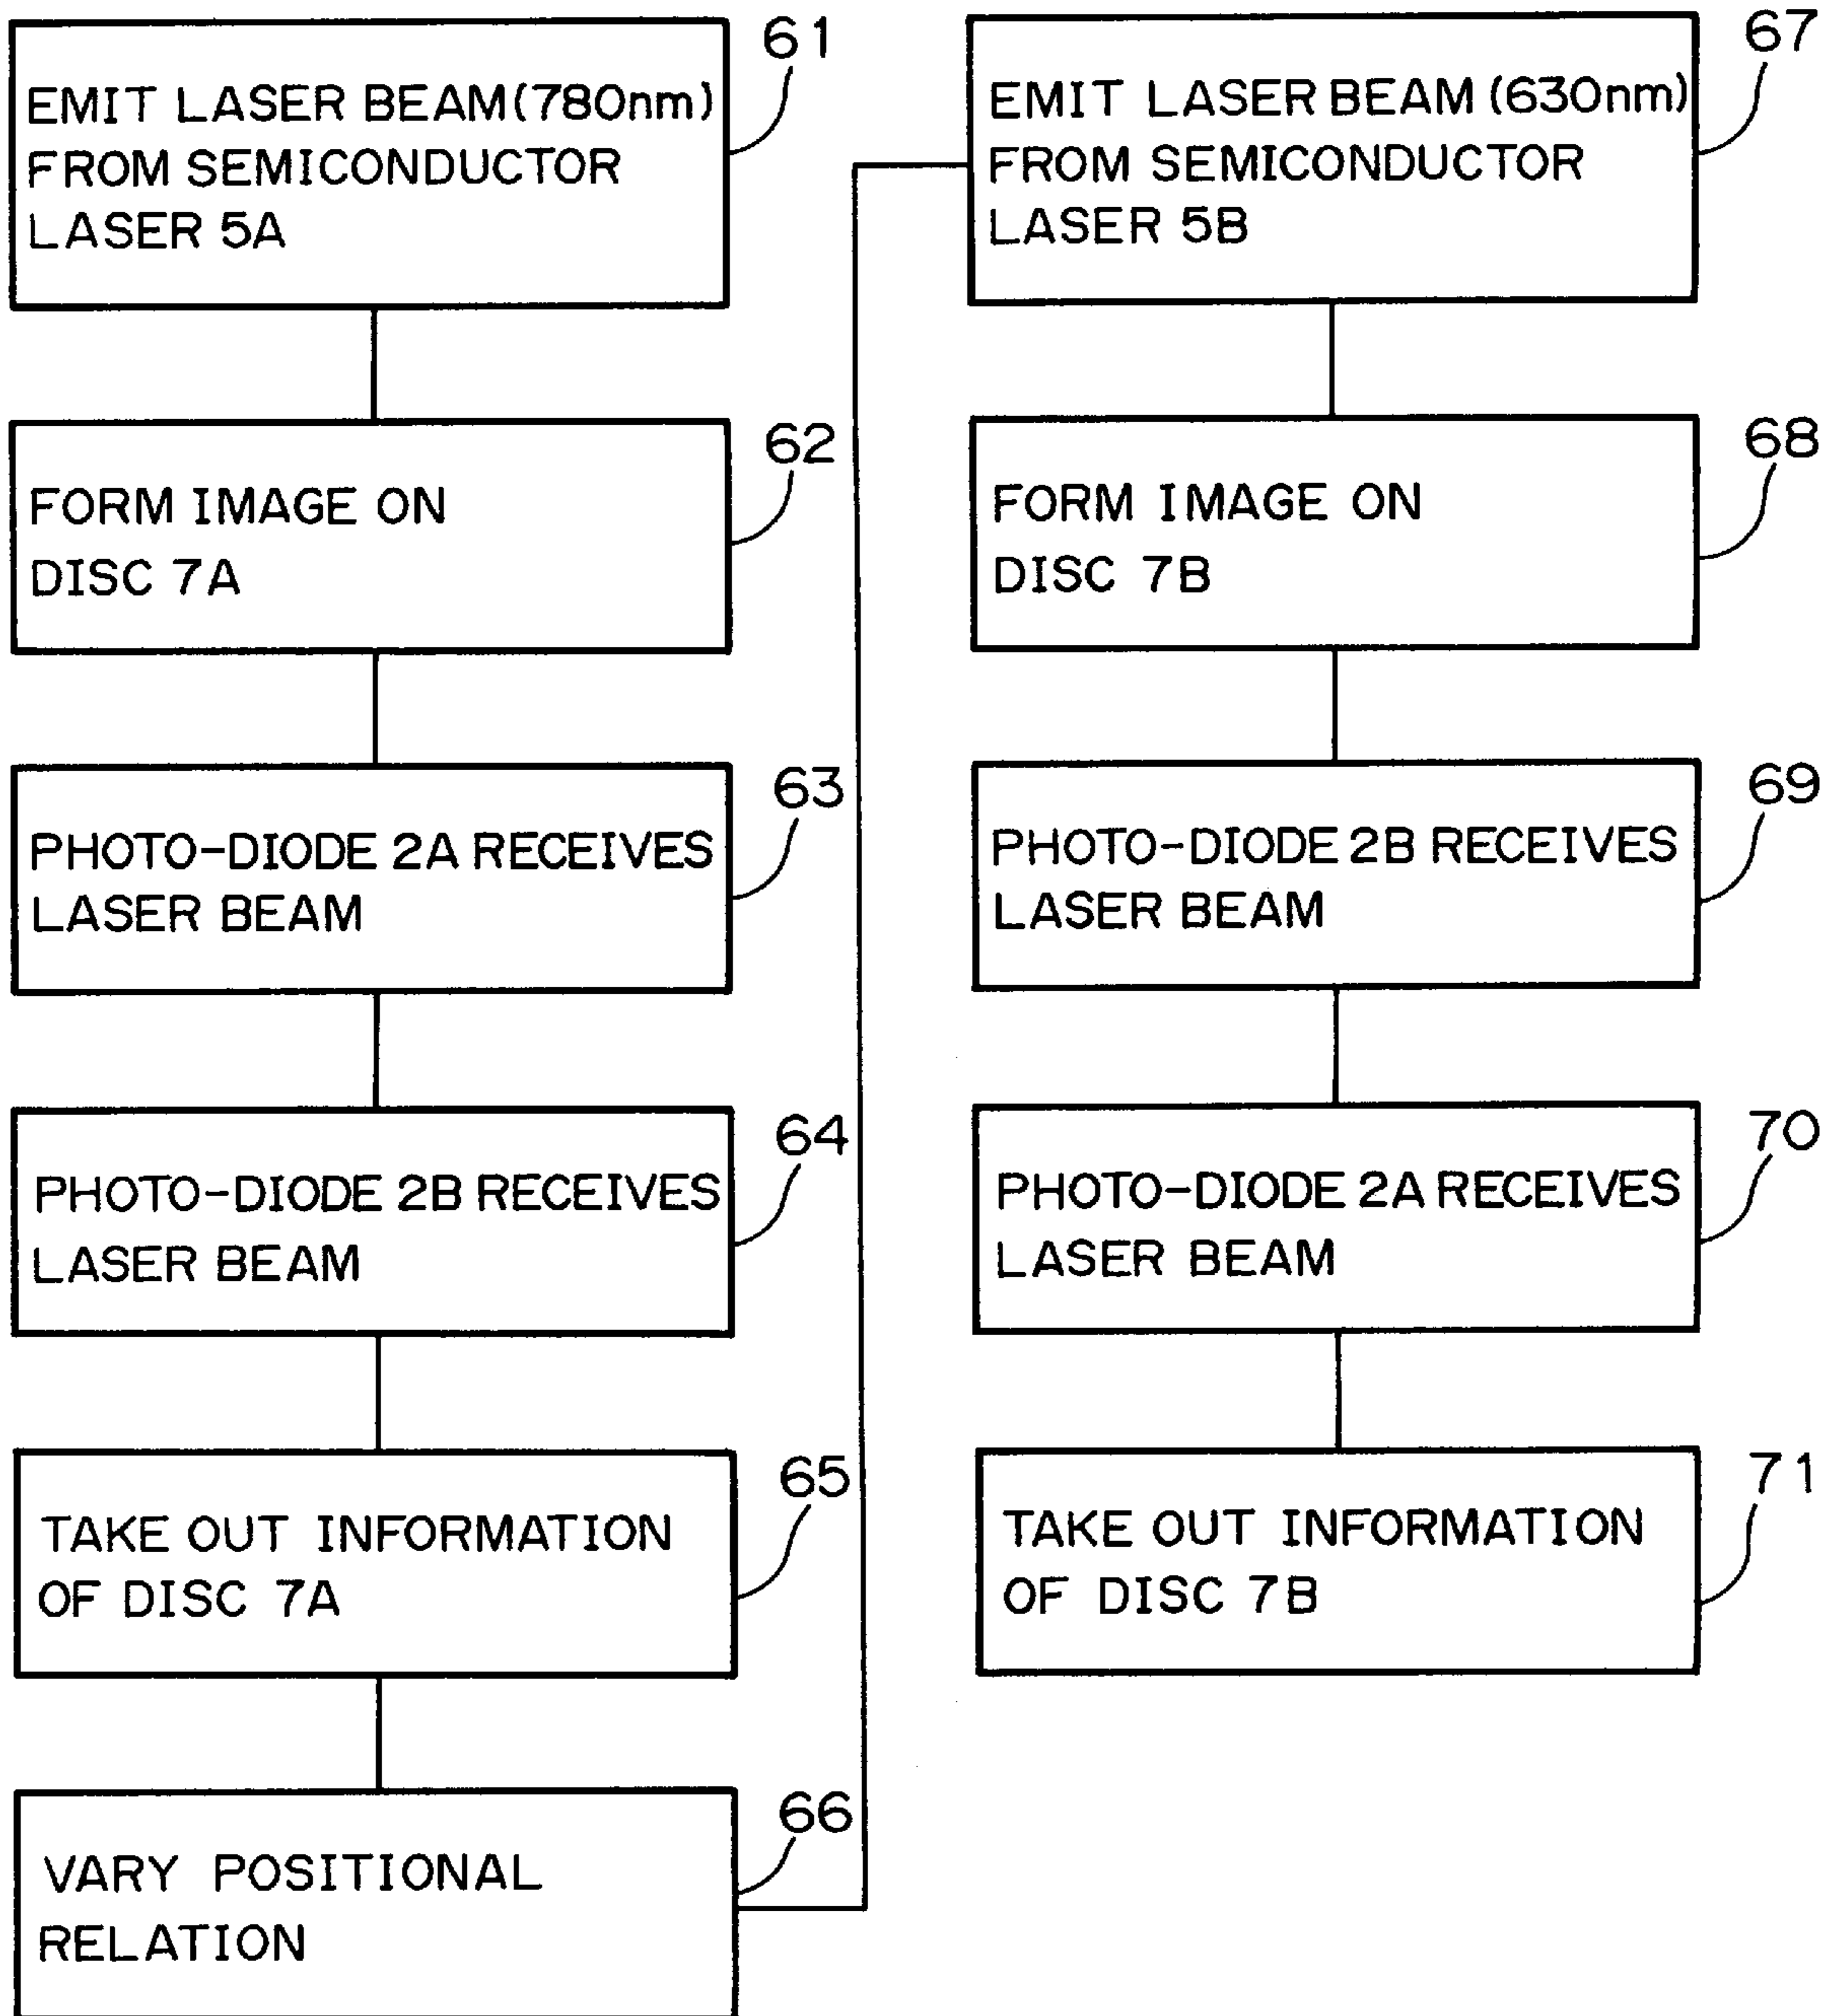 61
EMIT LASER BEAM (780nm)
FROM SEMICONDUCTOR
LASER 5A
62
FORM IMAGE ON
DISC 7A
63
PHOTO-DIODE 2A RECEIVES
LASER BEAM
64
PHOTO-DIODE 2B RECEIVES
LASER BEAM
65
TAKE OUT INFORMATION
OF DISC 7A
66
VARY POSITIONAL
RELATION
67
EMIT LASER BEAM (630nm)
FROM SEMICONDUCTOR
LASER 5B
68
FORM IMAGE ON
DISC 7B
69
PHOTO-DIODE 2B RECEIVES
LASER BEAM
70
PHOTO-DIODE 2A RECEIVES
LASER BEAM
71
TAKE OUT INFORMATION
OF DISC 7B